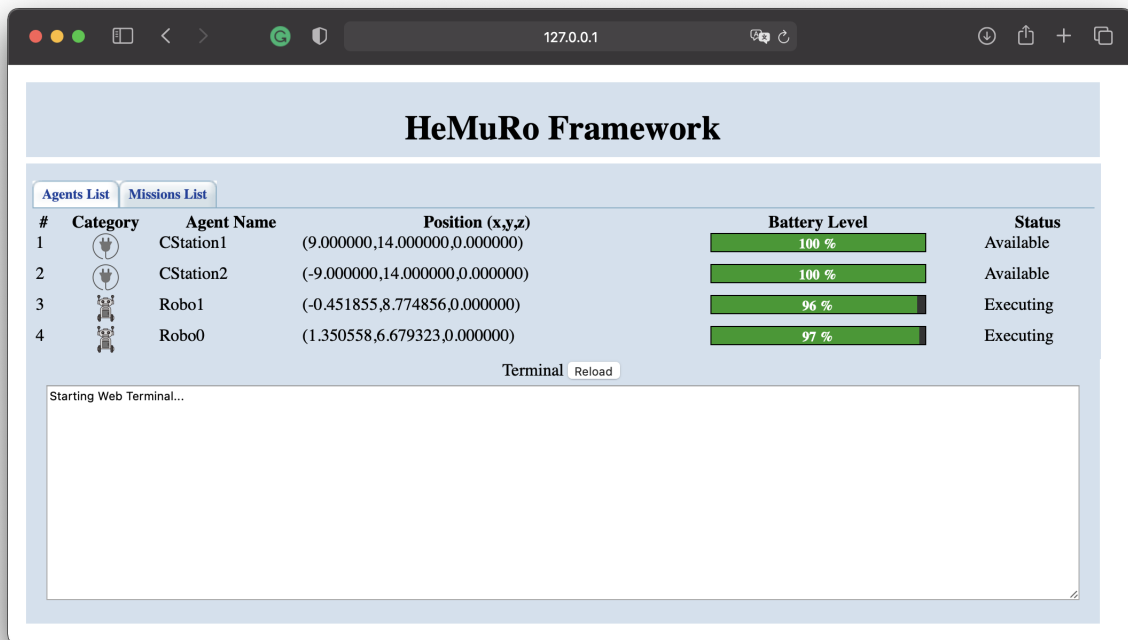 127.0.0.1
HeMuRo Framework
Agents List Missions List
# Category Agent Name Position (x,y,z) Battery Level Status
1 CStation1 (9.000000,14.000000,0.000000) 100 % Available
2 CStation2 (-9.000000,14.000000,0.000000) 100 % Available
3 Robo1 (-0.451855,8.774856,0.000000) 96 % Executing
4 Robo0 (1.350558,6.679323,0.000000) 97 % Executing
Terminal Reload
Starting Web Terminal...